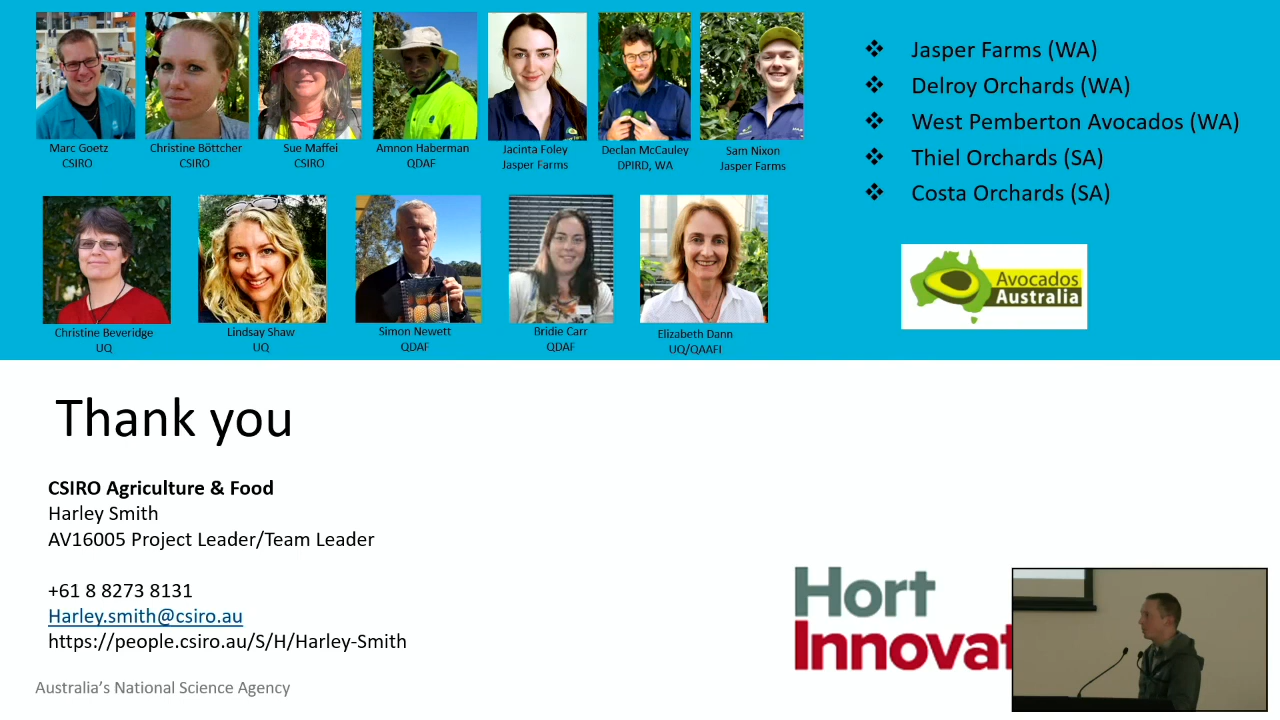 Marc Goetz
CSIRO
Christine Böttcher
CSIRO
Sue Maffei
CSIRO
Amnon Haberman
QDAF
Jacinta Foley
Jasper Farms
Declan McCauley
DPIRD, WA
Sam Nixon
Jasper Farms
Christine Beveridge
UQ
Lindsay Shaw
UQ
Simon Newett
QDAF
Bridie Carr
QDAF
Elizabeth Dann
UQ/QAAFI
❖ Jasper Farms (WA)
❖ Delroy Orchards (WA)
❖ West Pemberton Avocados (WA)
❖ Thiel Orchards (SA)
❖ Costa Orchards (SA)
Avocados
Australia
Thank you
CSIRO Agriculture & Food
Harley Smith
AV16005 Project Leader/Team Leader
+61 8 8273 8131
Harley.smith@csiro.au
https://people.csiro.au/S/H/Harley-Smith
Australia's National Science Agency
Hort
Innovat